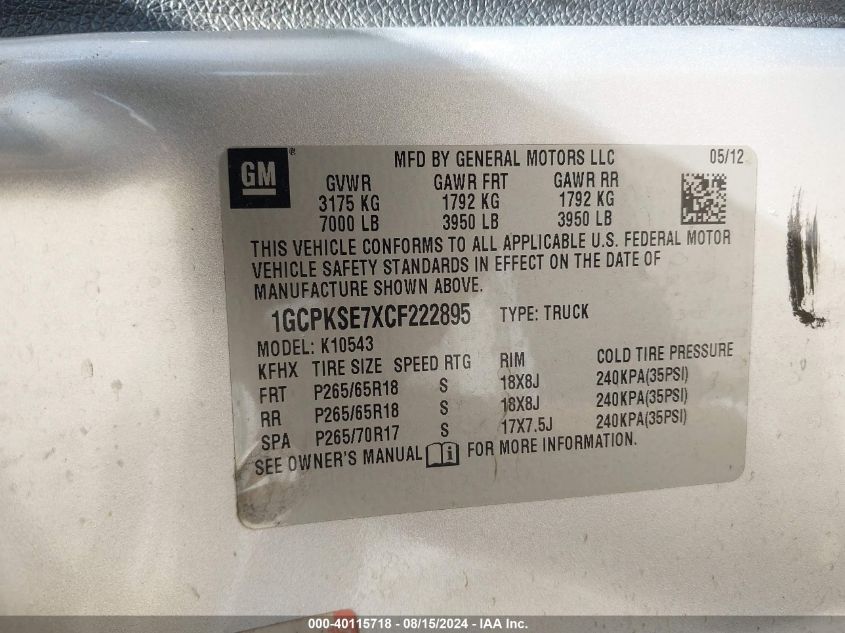 GM ®
MFD BY GENERAL MOTORS LLC 05/12
GVWR GAWR FRT GAWR RR
3175 KG 1792 KG 1792 KG
7000 LB 3950 LB 3950 LB
THIS VEHICLE CONFORMS TO ALL APPLICABLE U.S. FEDERAL MOTOR
VEHICLE SAFETY STANDARDS IN EFFECT ON THE DATE OF
MANUFACTURE SHOWN ABOVE.
1GCPKSE7XCF222895 TYPE: TRUCK
MODEL: K10543
KFHX TIRE SIZE SPEED RTG RIM COLD TIRE PRESSURE
FRT P265/65R18 S 18X8J 240KPA(35PSI)
RR P265/65R18 S 18X8J 240KPA(35PSI)
SPA P265/70R17 S 17X7.5J 240KPA(35PSI)
SEE OWNER'S MANUAL i FOR MORE INFORMATION.
000-40115718 - 08/15/2024 - IAA Inc.